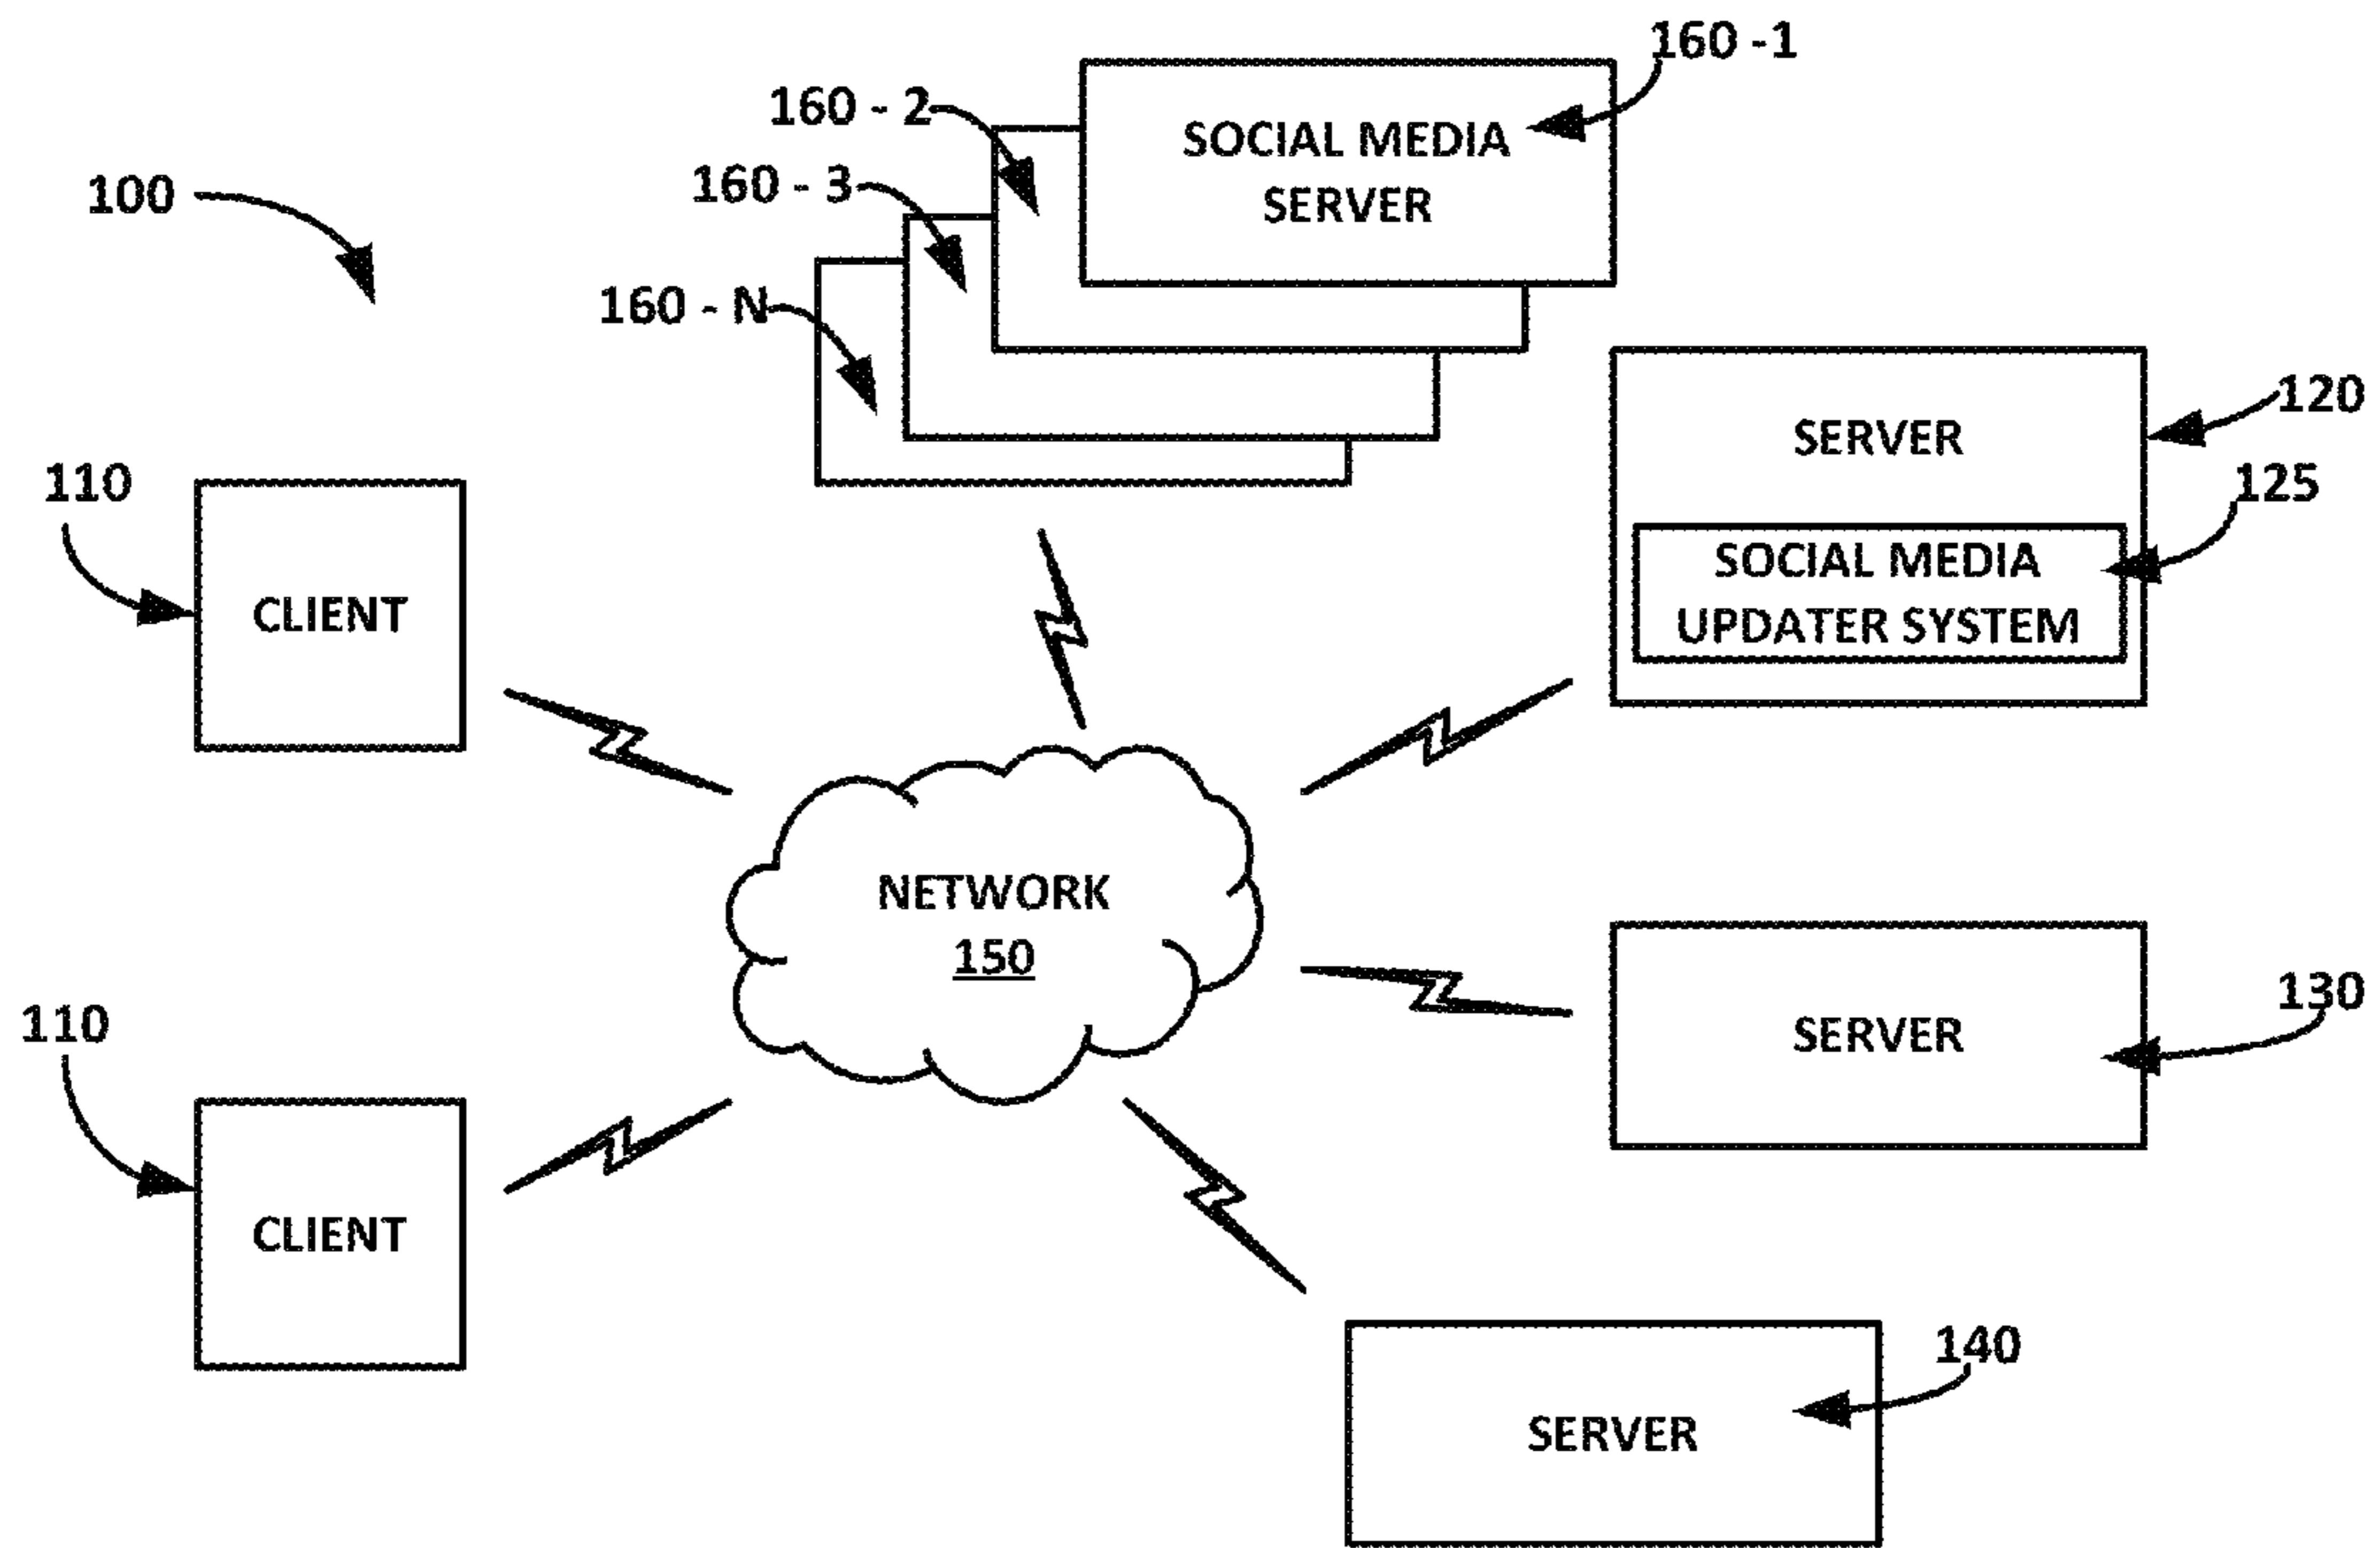 160 -1
160 - 2
SOCIAL MEDIA
SERVER
160 - 3
100
160 - N
120
SERVER
110
125
SOCIAL MEDIA
UPDATER SYSTEM
CLIENT
NETWORK
150
130
110
SERVER
CLIENT
140
SERVER